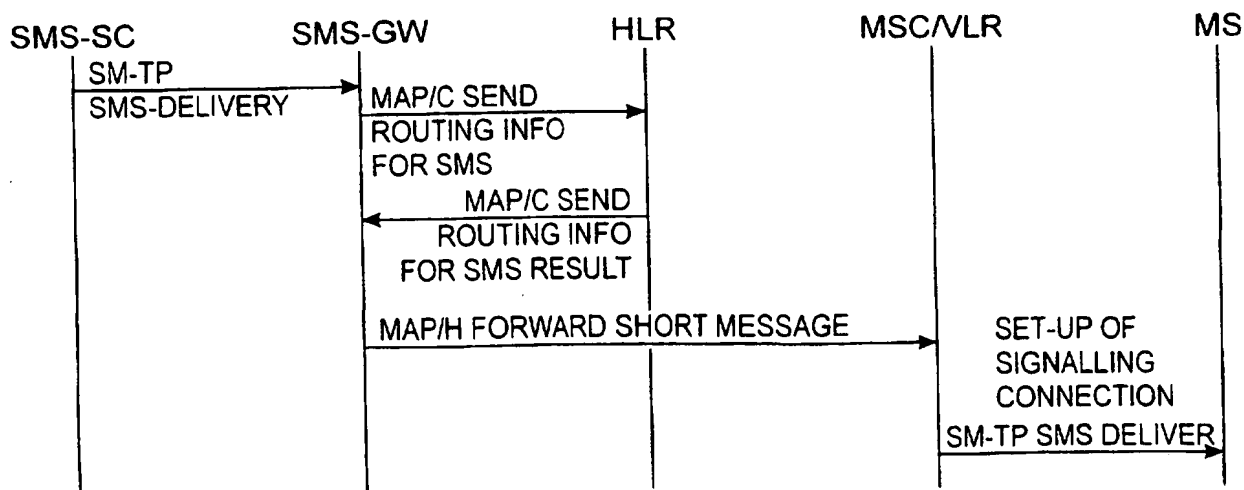 SMS-SC SMS-GW HLR MSC/VLR MS
SM-TP
SMS-DELIVERY
MAP/C SEND
ROUTING INFO
FOR SMS
MAP/C SEND
ROUTING INFO
FOR SMS RESULT
MAP/H FORWARD SHORT MESSAGE
SET-UP OF
SIGNALLING
CONNECTION
SM-TP SMS DELIVER